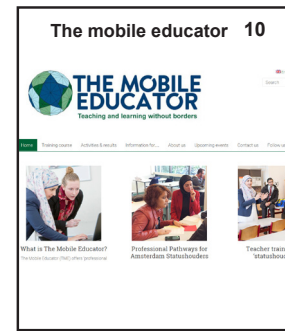 The mobile educator 10
Search
THE MOBILE
EDUCATOR
Teaching and learning without borders
Home Training course Activities & results Information for ... About us Upcoming events Contact us Follow us
What is The Mobile Educator?
The Mobile Educator (TME) offers 'professional
Professional Pathways for
Amsterdam Statushouders
Teacher train
'statushoud